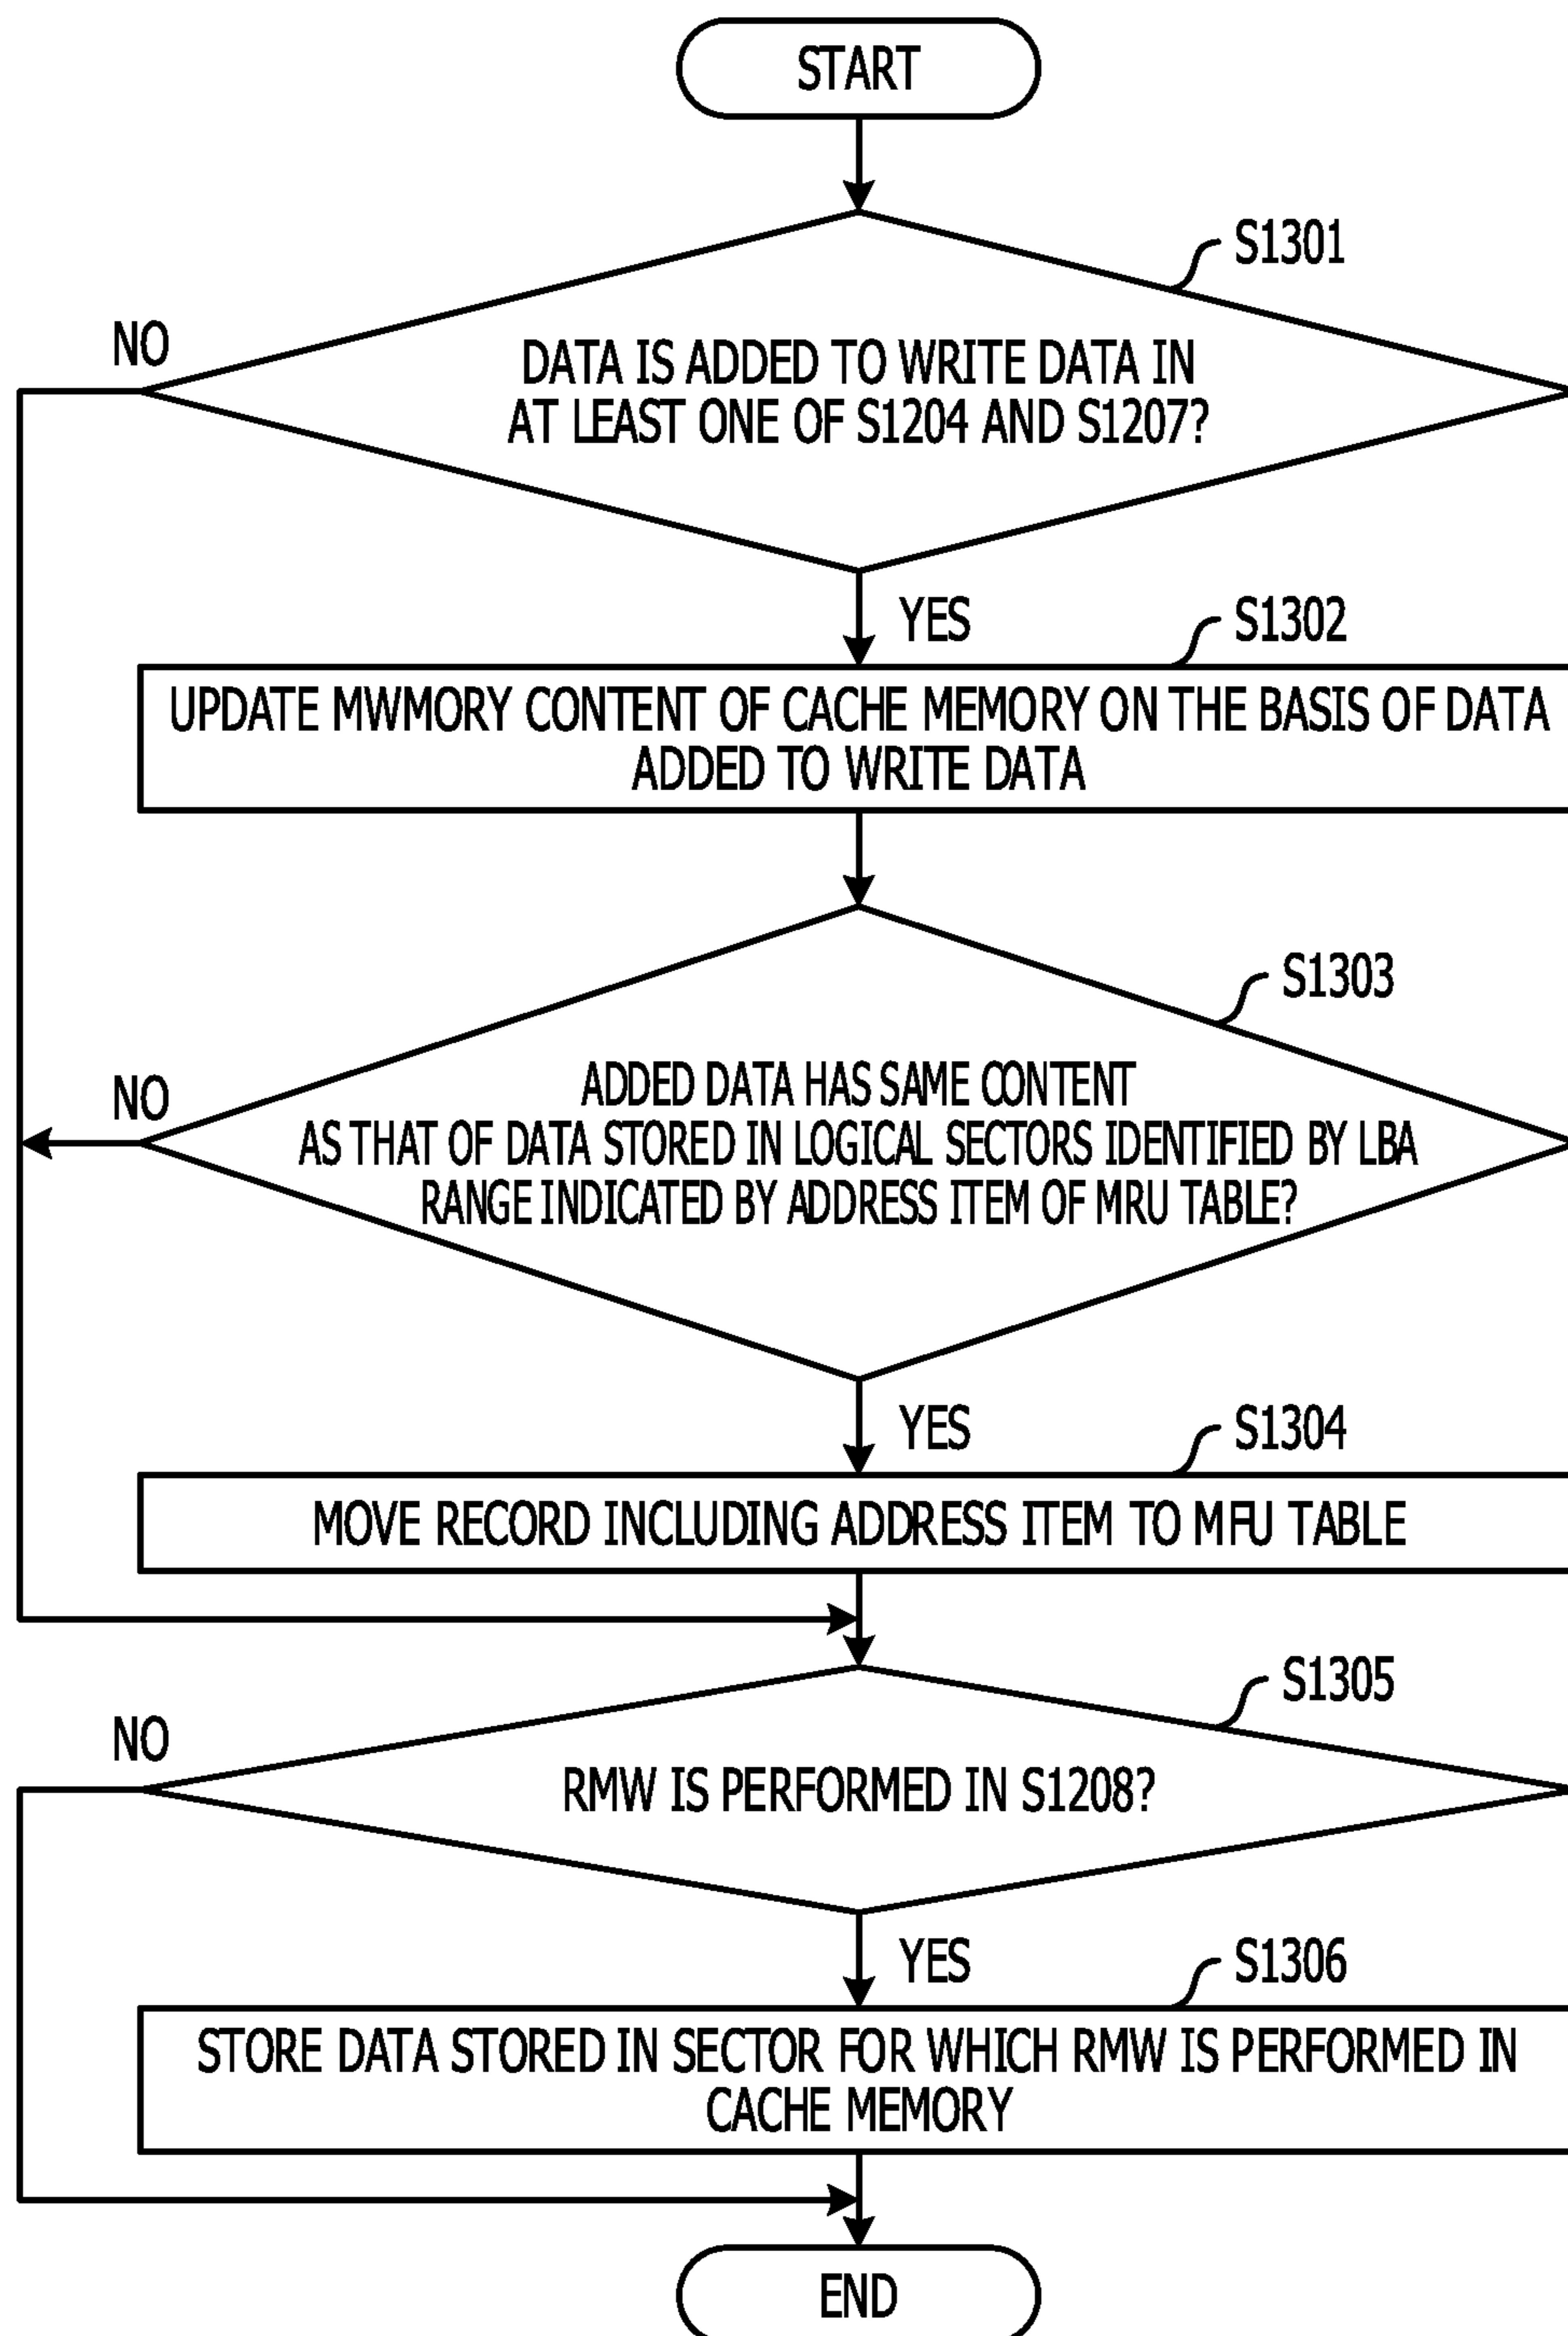 START
S1301
NO
DATA IS ADDED TO WRITE DATA IN
AT LEAST ONE OF S1204 AND S1207?
YES
S1302
UPDATE MWMORY CONTENT OF CACHE MEMORY ON THE BASIS OF DATA
ADDED TO WRITE DATA
S1303
NO
ADDED DATA HAS SAME CONTENT
AS THAT OF DATA STORED IN LOGICAL SECTORS IDENTIFIED BY LBA
RANGE INDICATED BY ADDRESS ITEM OF MRU TABLE?
YES
S1304
MOVE RECORD INCLUDING ADDRESS ITEM TO MFU TABLE
S1305
NO
RMW IS PERFORMED IN S1208?
YES
S1306
STORE DATA STORED IN SECTOR FOR WHICH RMW IS PERFORMED IN
CACHE MEMORY
END